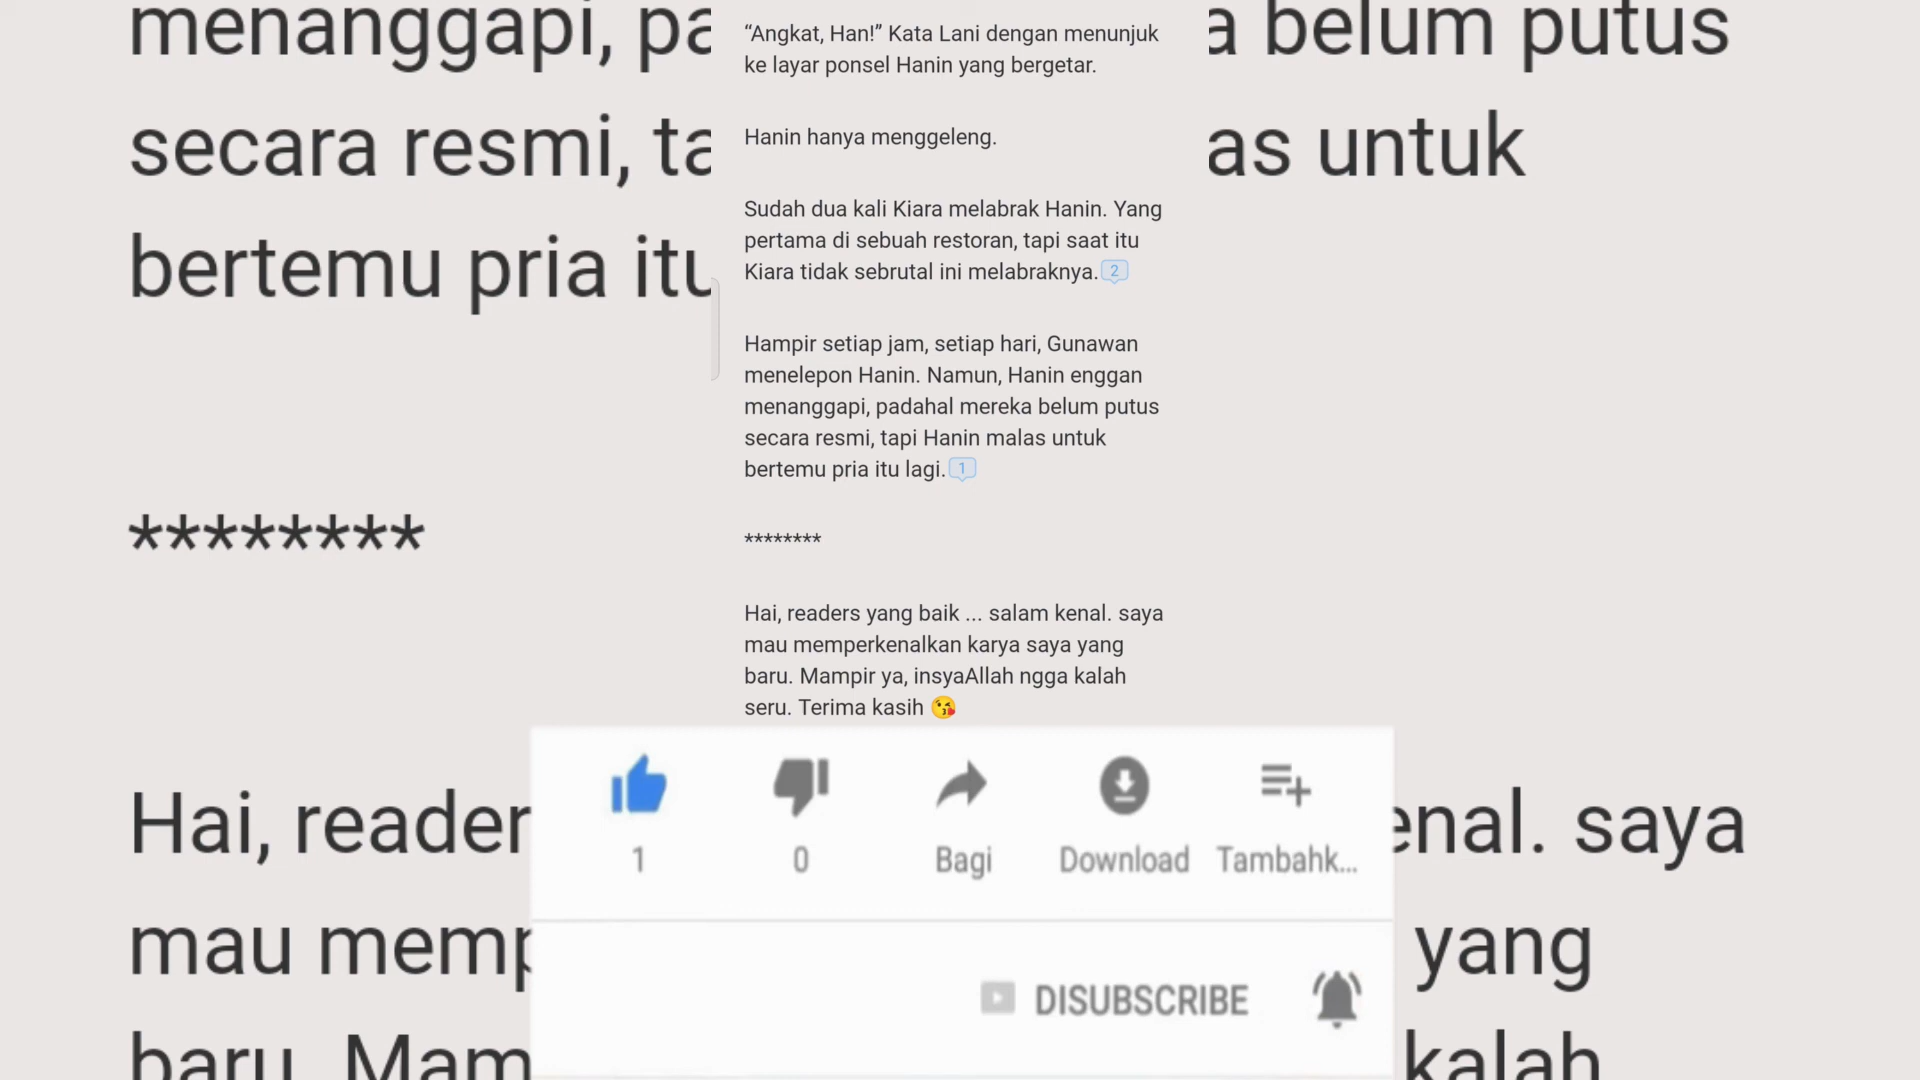 menanggapi, pa
a belum putus
secara resmi, ta
as untuk
bertemu pria itu
********
Hai, reader
enal. saya
mau memp
yang
baru. Mam
kalah
“Angkat, Han!” Kata Lani dengan menunjuk
ke layar ponsel Hanin yang bergetar.
Hanin hanya menggeleng.
Sudah dua kali Kiara melabrak Hanin. Yang
pertama di sebuah restoran, tapi saat itu
Kiara tidak sebrutal ini melabraknya. 2
Hampir setiap jam, setiap hari, Gunawan
menelepon Hanin. Namun, Hanin enggan
menanggapi, padahal mereka belum putus
secara resmi, tapi Hanin malas untuk
bertemu pria itu lagi. 1
********
Hai, readers yang baik ... salam kenal. saya
mau memperkenalkan karya saya yang
baru. Mampir ya, insyaAllah ngga kalah
seru. Terima kasih 😘
1 0 Bagi Download Tambahk...
DISUBSCRIBE